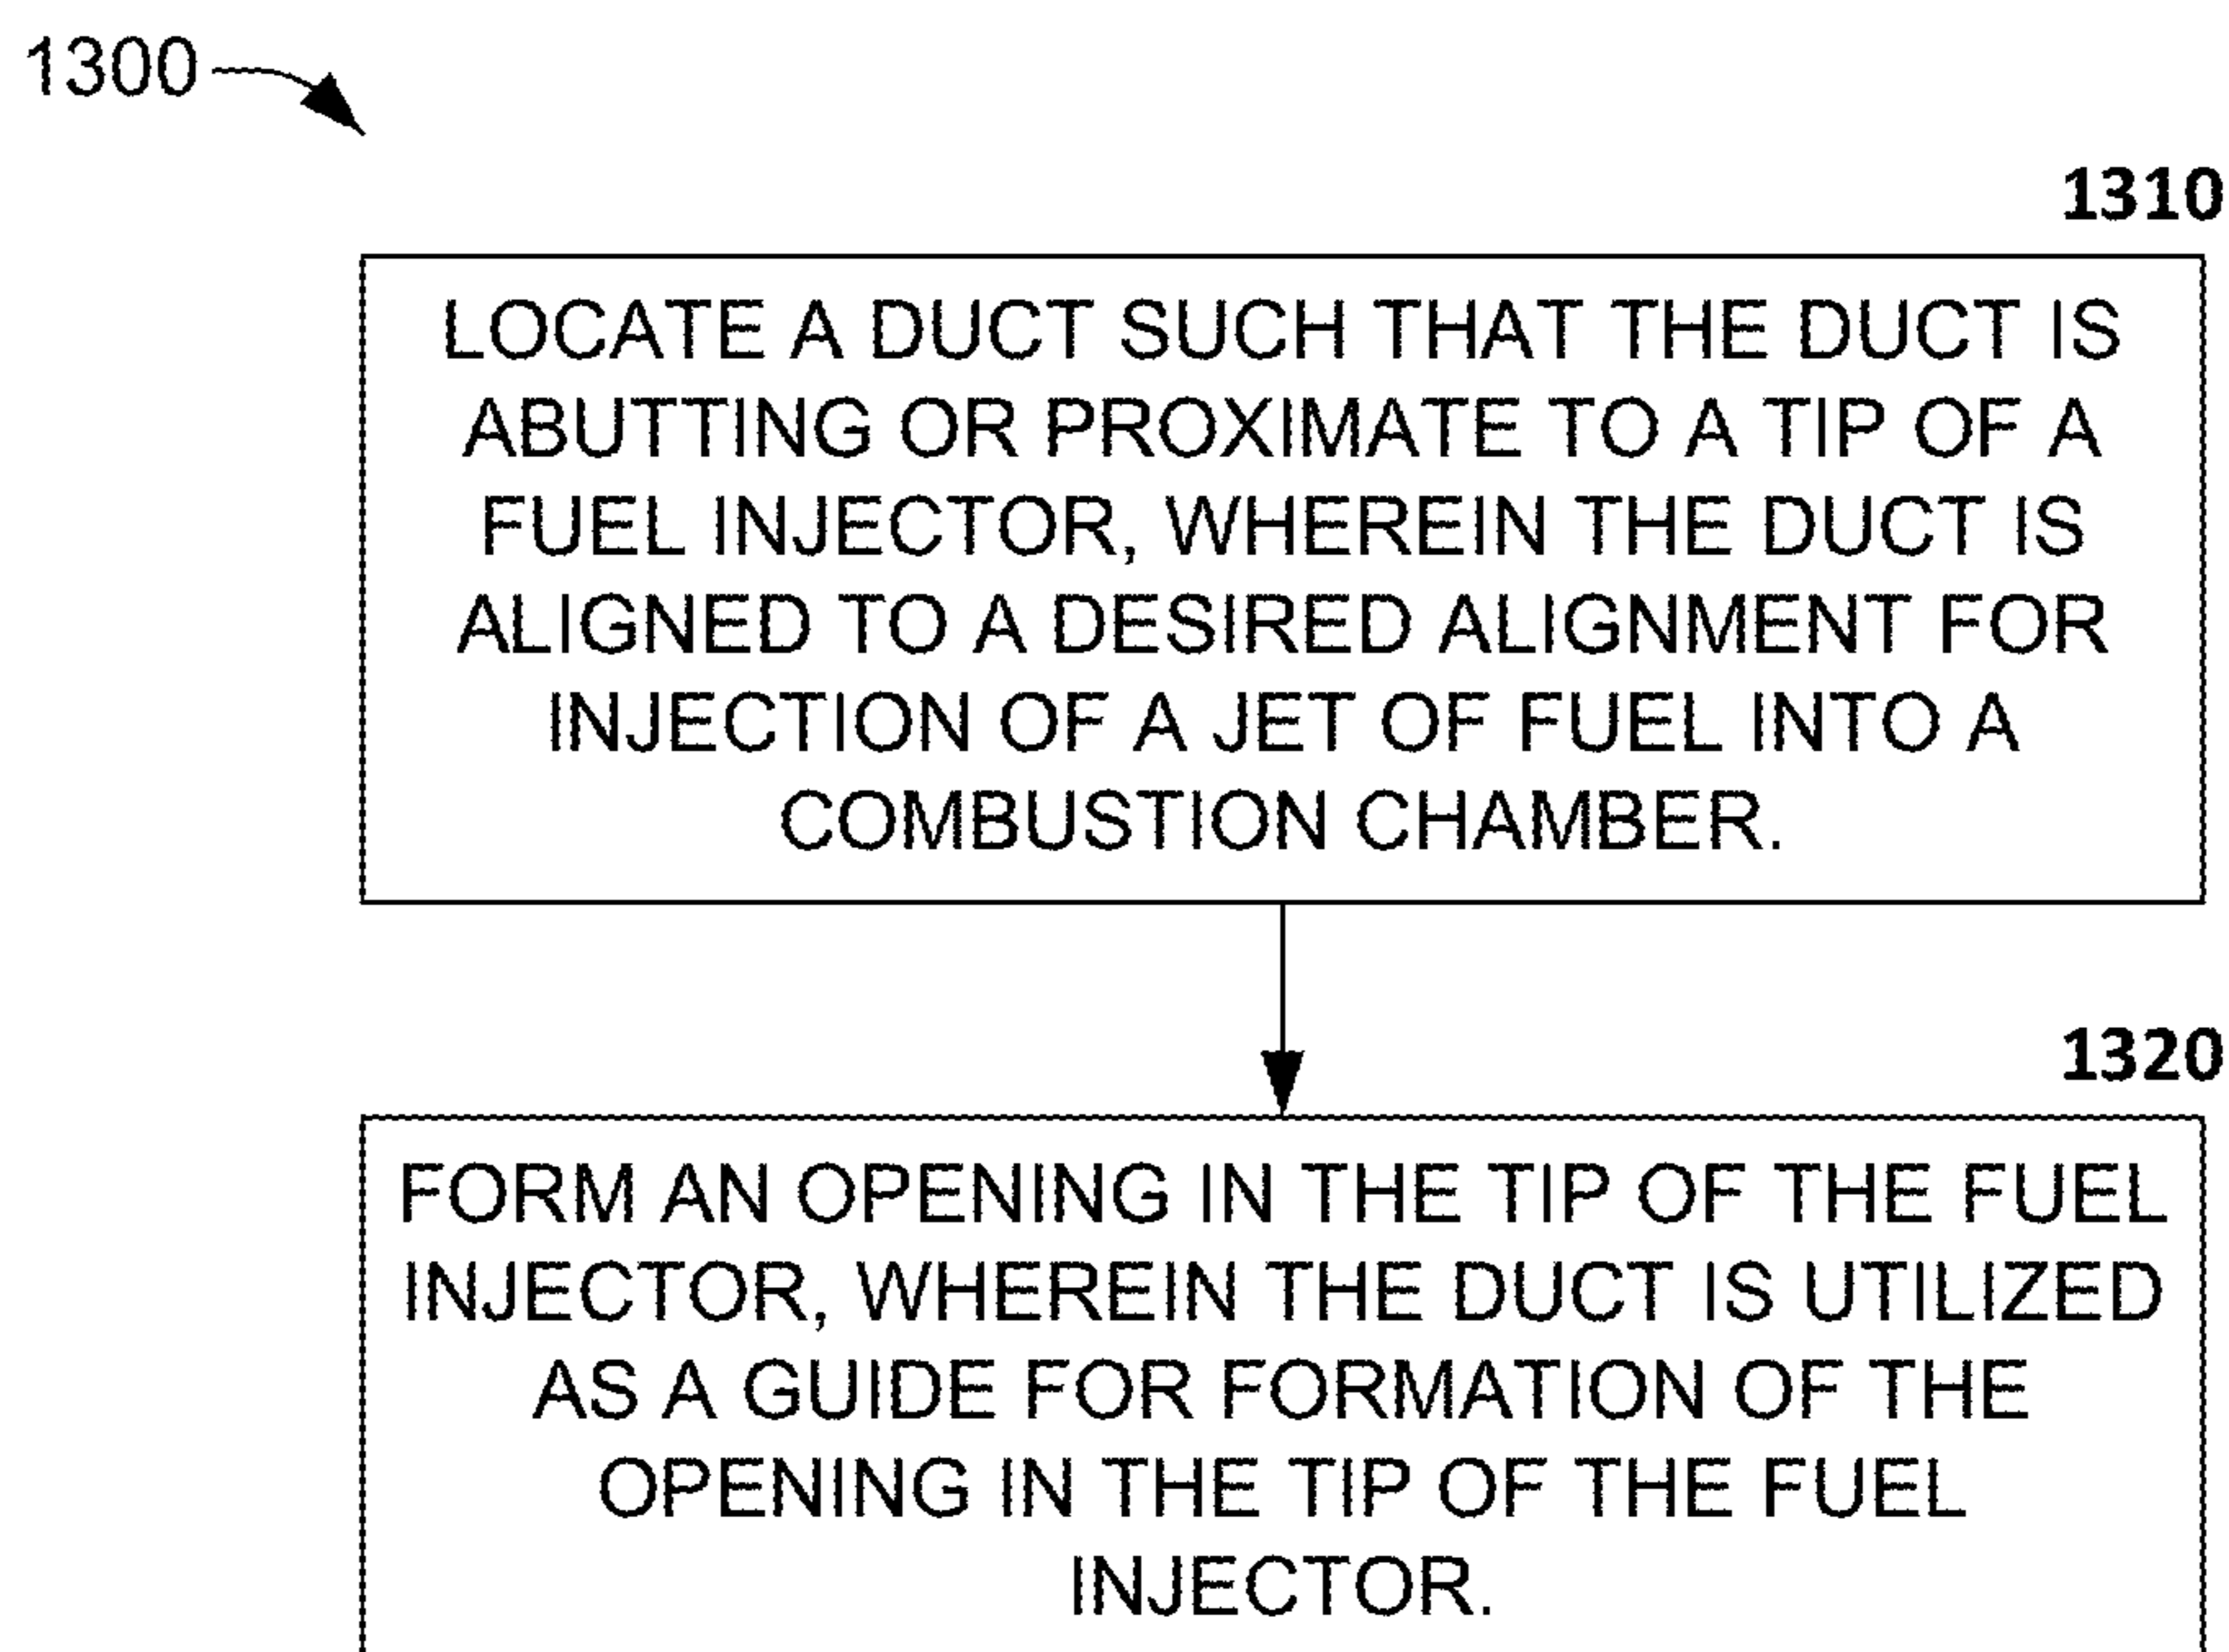 1300
1310
LOCATE A DUCT SUCH THAT THE DUCT IS
ABUTTING OR PROXIMATE TO A TIP OF A
FUEL INJECTOR, WHEREIN THE DUCT IS
ALIGNED TO A DESIRED ALIGNMENT FOR
INJECTION OF A JET OF FUEL INTO A
COMBUSTION CHAMBER.
1320
FORM AN OPENING IN THE TIP OF THE FUEL
INJECTOR, WHEREIN THE DUCT IS UTILIZED
AS A GUIDE FOR FORMATION OF THE
OPENING IN THE TIP OF THE FUEL
INJECTOR.